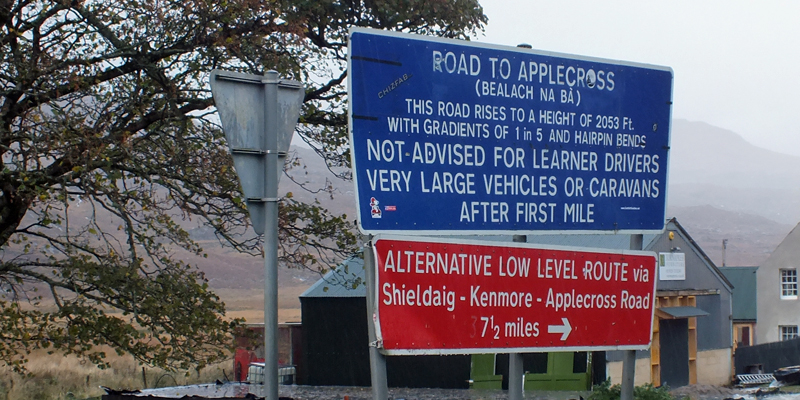 ROAD TO APPLECROSS
(BEALACH NA BÀ)
THIS ROAD RISES TO A HEIGHT OF 2053 Ft.
WITH GRADIENTS OF 1 in 5 AND HAIRPIN BENDS
NOT ADVISED FOR LEARNER DRIVERS
VERY LARGE VEHICLES OR CARAVANS
AFTER FIRST MILE
CHIZFAB
ALTERNATIVE LOW LEVEL ROUTE via
Shieldaig - Kenmore - Applecross Road
7½ miles →